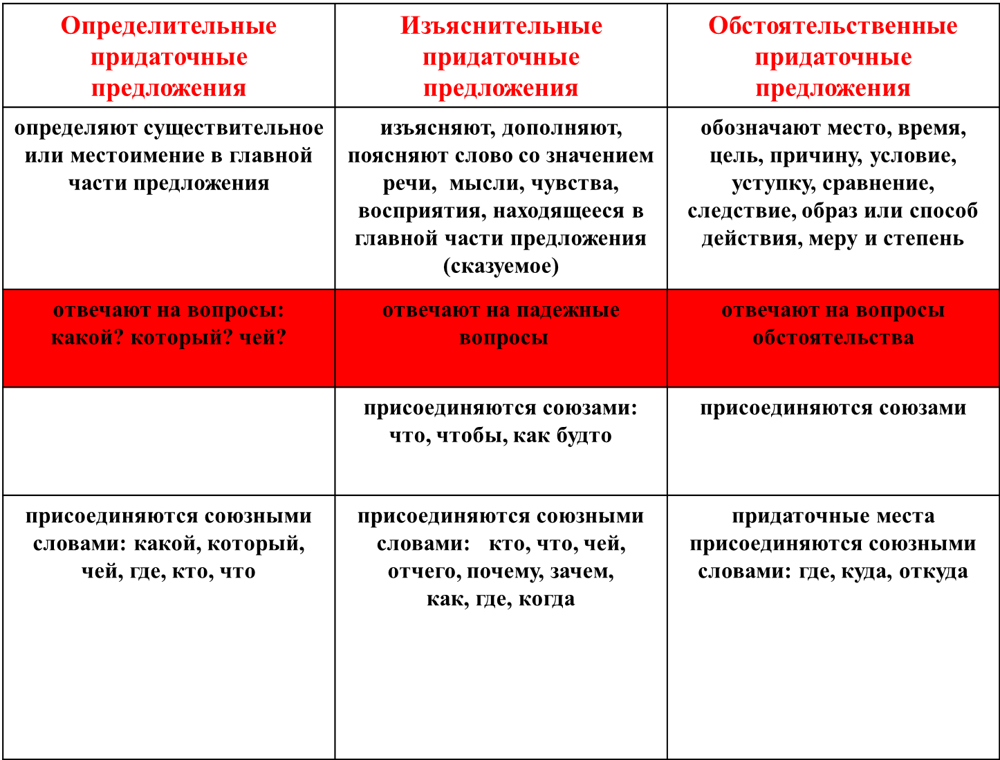 Определительные
придаточные
предложения
Изъяснительные
придаточные
предложения
Обстоятельственные
придаточные
предложения
определяют существительное
или местоимение в главной
части предложения
изъясняют, дополняют,
поясняют слово со значением
речи, мысли, чувства,
восприятия, находящееся в
главной части предложения
(сказуемое)
обозначают место, время,
цель, причину, условие,
уступку, сравнение,
следствие, образ или способ
действия, меру и степень
отвечают на вопросы:
какой? который? чей?
отвечают на падежные
вопросы
отвечают на вопросы
обстоятельства
присоединяются союзами:
что, чтобы, как будто
присоединяются союзами
присоединяются союзными
словами: какой, который,
чей, где, кто, что
присоединяются союзными
словами: кто, что, чей,
отчего, почему, зачем,
как, где, когда
придаточные места
присоединяются союзными
словами: где, куда, откуда